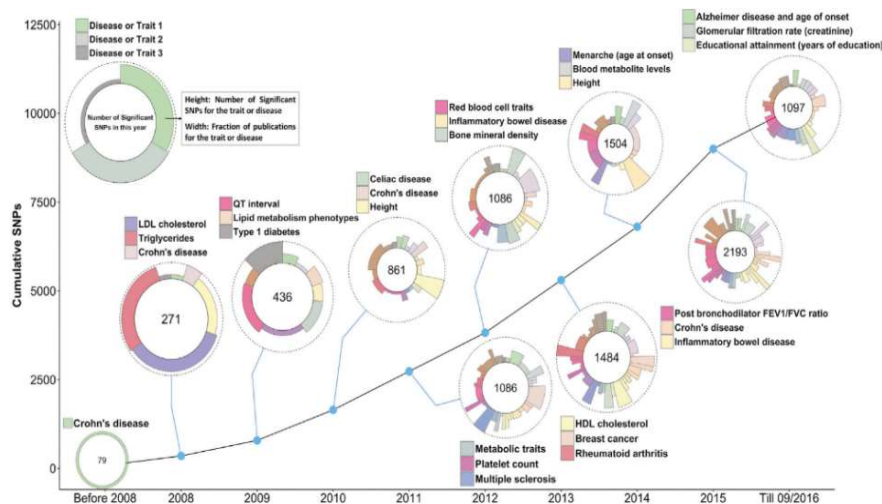 12500
10000
7500
5000
2500
0
Cumulative SNPs
Disease or Trait 1
Disease or Trait 2
Disease or Trait 3
Number of Significant
SNPs in this year
Height: Number of Significant
SNPs for the trait or disease
Width: Fraction of publications
for the trait or disease
Crohn's disease
79
LDL cholesterol
Triglycerides
Crohn's disease
271
QT interval
Lipid metabolism phenotypes
Type 1 diabetes
436
Celiac disease
Crohn's disease
Height
861
Red blood cell traits
Inflammatory bowel disease
Bone mineral density
1086
1086
Metabolic traits
Platelet count
Multiple sclerosis
Menarche (age at onset)
Blood metabolite levels
Height
1504
1484
HDL cholesterol
Breast cancer
Rheumatoid arthritis
Alzheimer disease and age of onset
Glomerular filtration rate (creatinine)
Educational attainment (years of education)
1097
2193
Post bronchodilator FEV1/FVC ratio
Crohn's disease
Inflammatory bowel disease
Before 2008
2008
2009
2010
2011
2012
2013
2014
2015
Till 09/2016